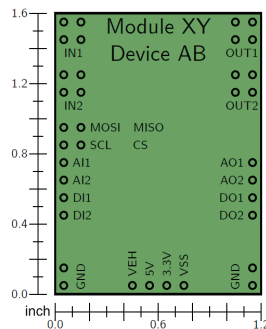 1.6
Module XY
IN1 OUT1
Device AB
1.2
IN2 OUT2
MOSI MISO
0.8
SCL CS
AI1 AO1
AI2 AO2
DI1 DO1
0.4
DI2 DO2
GND VEH 5V 3.3V VSS GND
0.0
inch
0.0 0.6 1.2